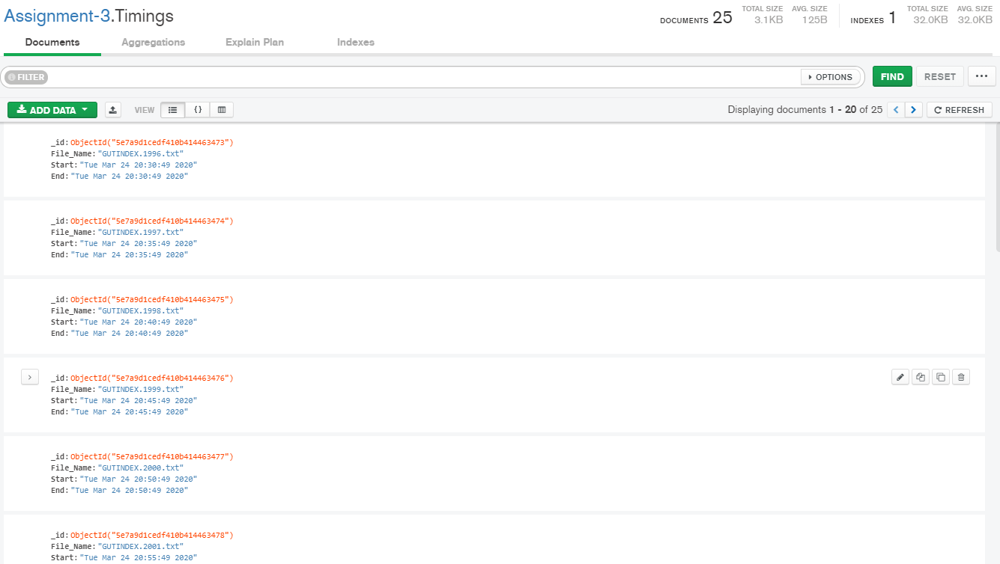 Assignment-3.Timings
DOCUMENTS 25 TOTAL SIZE 3.1KB AVG. SIZE 125B INDEXES 1 TOTAL SIZE 32.0KB AVG. SIZE 32.0KB
Documents Aggregations Explain Plan Indexes
FILTER OPTIONS FIND RESET ...
ADD DATA VIEW {} Displaying documents 1 - 20 of 25 < > REFRESH
_id: ObjectId("5e7a9d1cedf410b414463473")
File_Name: "GUTINDEX.1996.txt"
Start: "Tue Mar 24 20:30:49 2020"
End: "Tue Mar 24 20:30:49 2020"
_id: ObjectId("5e7a9d1cedf410b414463474")
File_Name: "GUTINDEX.1997.txt"
Start: "Tue Mar 24 20:35:49 2020"
End: "Tue Mar 24 20:35:49 2020"
_id: ObjectId("5e7a9d1cedf410b414463475")
File_Name: "GUTINDEX.1998.txt"
Start: "Tue Mar 24 20:40:49 2020"
End: "Tue Mar 24 20:40:49 2020"
_id: ObjectId("5e7a9d1cedf410b414463476")
File_Name: "GUTINDEX.1999.txt"
Start: "Tue Mar 24 20:45:49 2020"
End: "Tue Mar 24 20:45:49 2020"
_id: ObjectId("5e7a9d1cedf410b414463477")
File_Name: "GUTINDEX.2000.txt"
Start: "Tue Mar 24 20:50:49 2020"
End: "Tue Mar 24 20:50:49 2020"
_id: ObjectId("5e7a9d1cedf410b414463478")
File_Name: "GUTINDEX.2001.txt"
Start: "Tue Mar 24 20:55:49 2020"